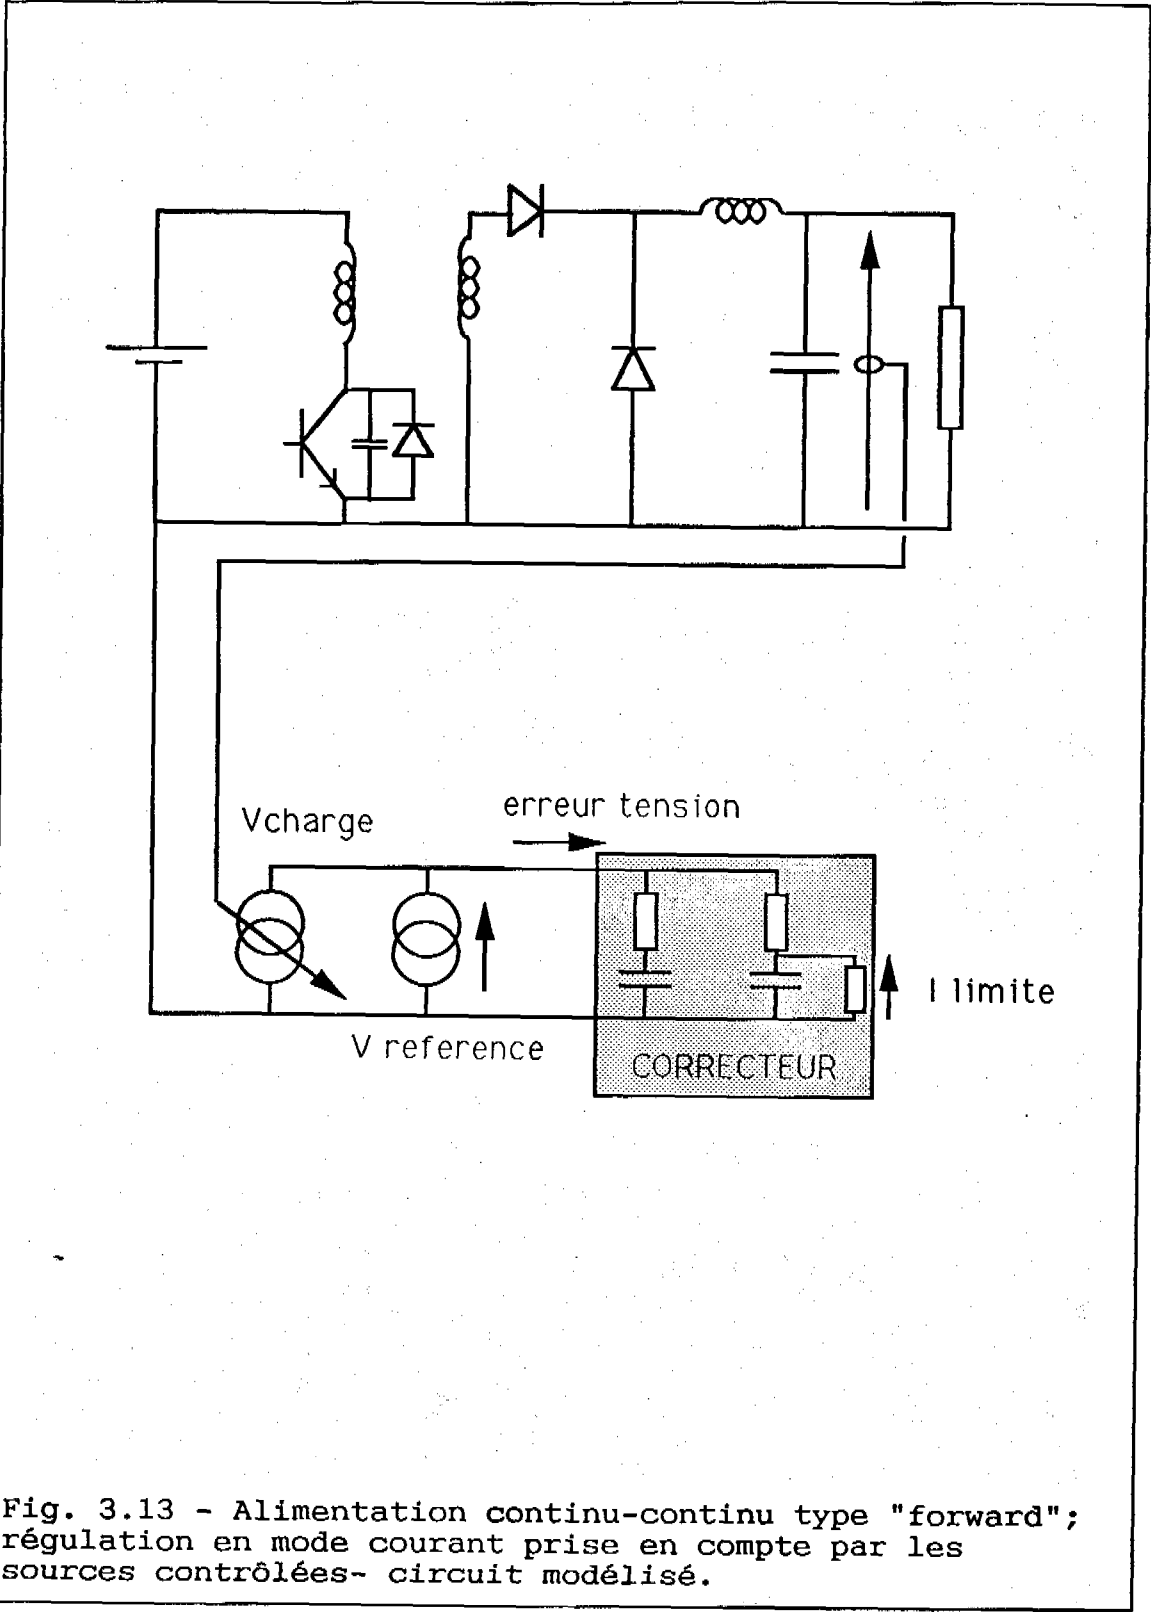 Vcharge
erreur tension
I limite
V reference
CORRECTEUR
Fig. 3.13 - Alimentation continu-continu type "forward";
régulation en mode courant prise en compte par les
sources contrôlées- circuit modélisé.